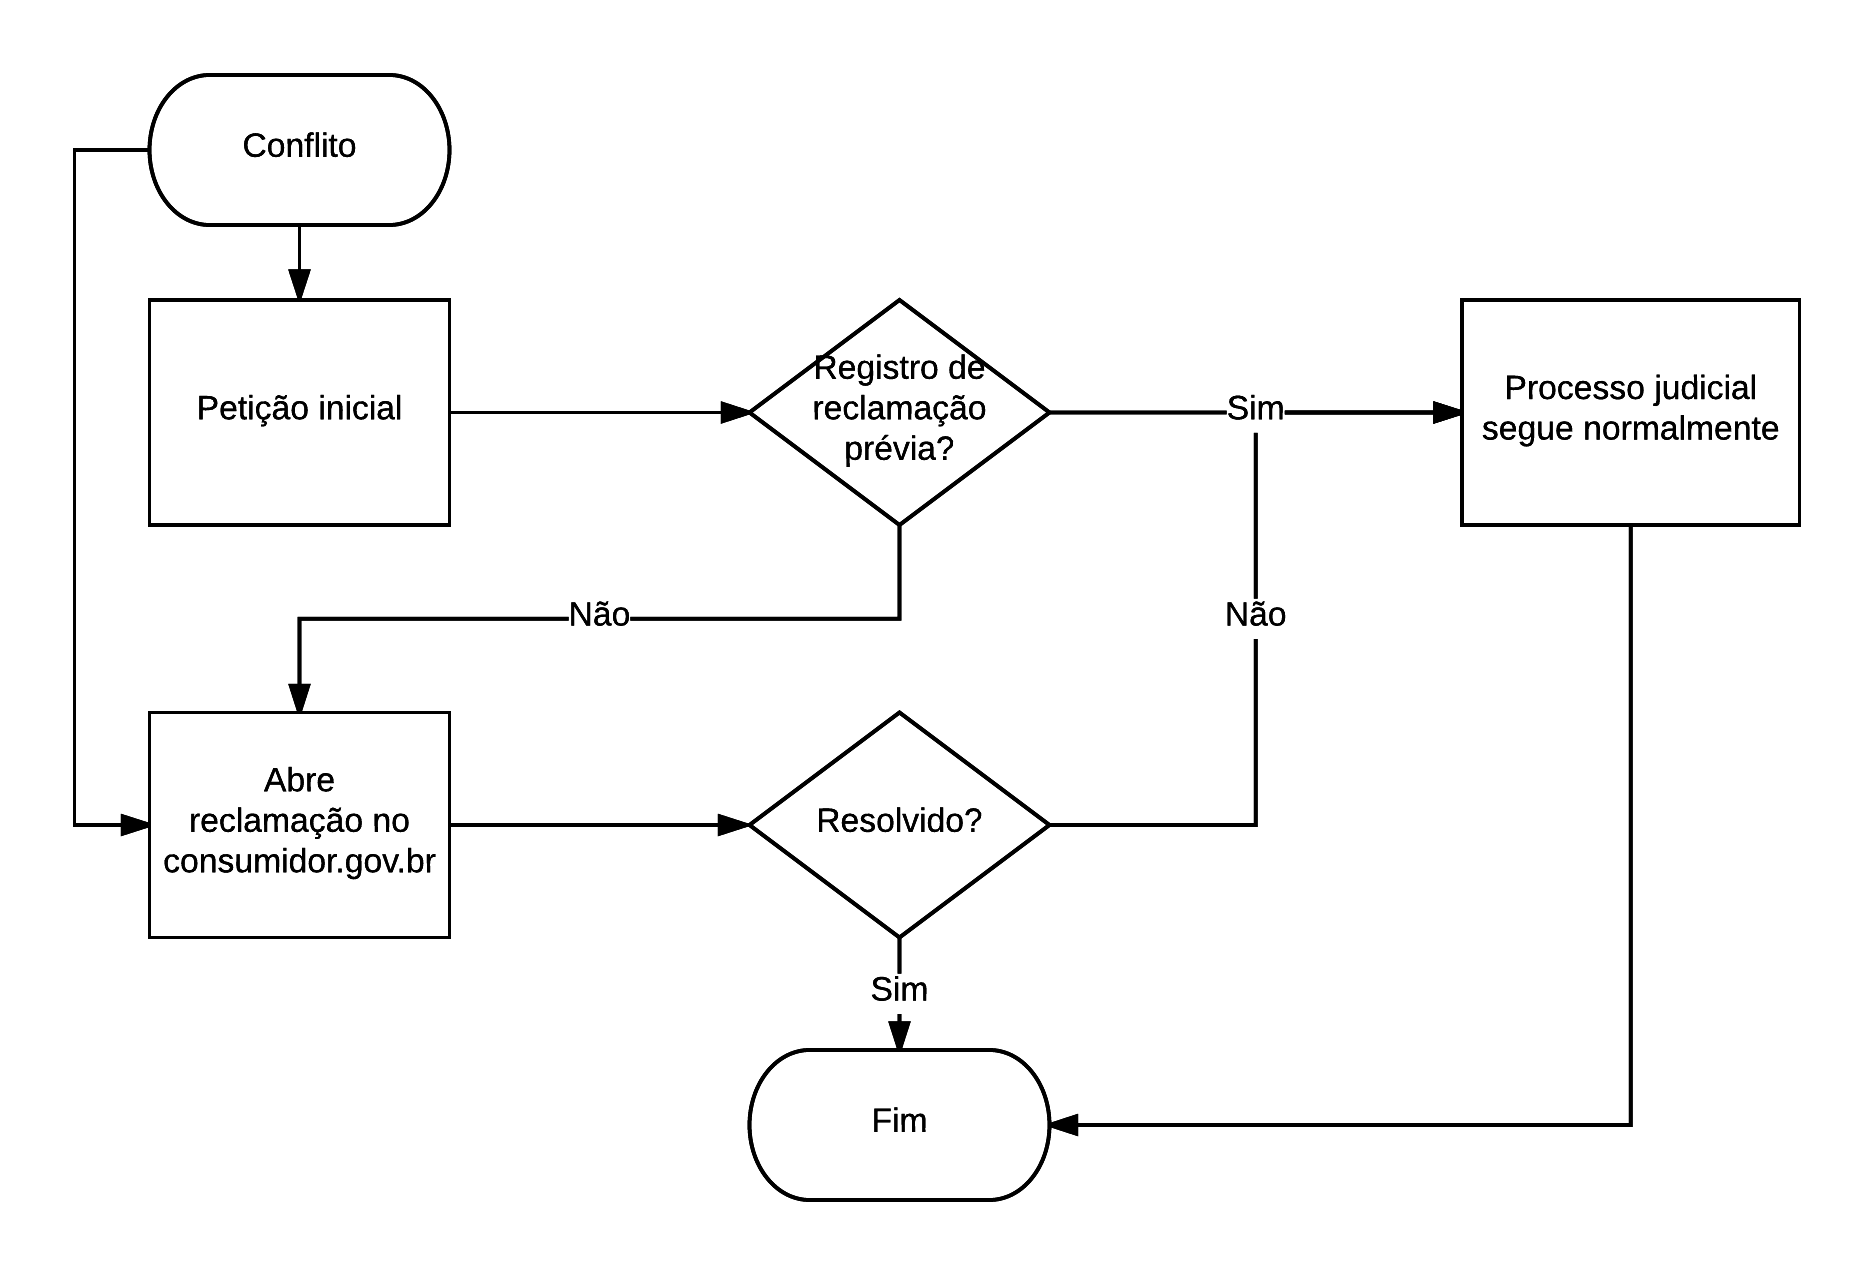 Conflito
Petição inicial
Registro de
reclamação
prévia?
Sim
Processo judicial
segue normalmente
Não
Não
Abre
reclamação no
consumidor.gov.br
Resolvido?
Sim
Fim